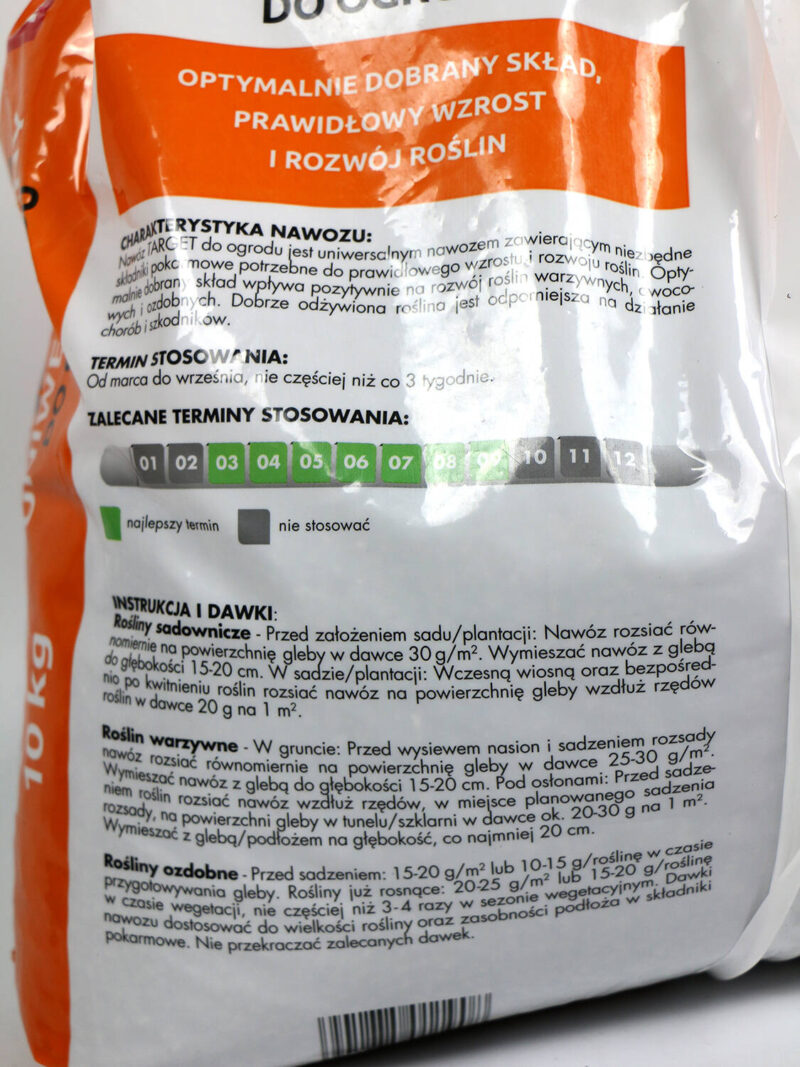 DO OGRO
OPTYMALNIE DOBRANY SKŁAD,
PRAWIDŁOWY WZROST
I ROZWÓJ ROŚLIN
CHARAKTERYSTYKA NAWOZU:
Nawóz TARGET do ogrodu jest uniwersalnym nawozem zawierającym niezbędne
składniki pokarmowe potrzebne do prawidłowego wzrostu i rozwoju roślin. Opty-
malnie dobrany skład wpływa pozytywnie na rozwój roślin warzywnych, owoco-
wych i ozdobnych. Dobrze odżywiona roślina jest odporniejsza na działanie
chorób i szkodników.
TERMIN STOSOWANIA:
Od marca do września, nie częściej niż co 3 tygodnie.
ZALECANE TERMINY STOSOWANIA:
01 02 03 04 05 06 07 08 09 10 11 12
najlepszy termin nie stosować
INSTRUKCJA I DAWKI:
Rośliny sadownicze - Przed założeniem sadu/plantacji: Nawóz rozsiać rów-
nomiernie na powierzchnię gleby w dawce 30 g/m². Wymieszać nawóz z glebą
do głębokości 15-20 cm. W sadzie/plantacji: Wczesną wiosną oraz bezpośred-
nio po kwitnieniu roślin rozsiać nawóz na powierzchnię gleby wzdłuż rzędów
roślin w dawce 20 g na 1 m².
Roślin warzywne - W gruncie: Przed wysiewem nasion i sadzeniem rozsady
nawóz rozsiać równomiernie na powierzchnię gleby w dawce 25-30 g/m².
Wymieszać nawóz z glebą do głębokości 15-20 cm. Pod osłonami: Przed sadze-
niem roślin rozsiać nawóz wzdłuż rzędów, w miejsce planowanego sadzenia
rozsady, na powierzchni gleby w tunelu/szklarni w dawce ok. 20-30 g na 1 m².
Wymieszać z glebą/podłożem na głębokość, co najmniej 20 cm.
Rośliny ozdobne - Przed sadzeniem: 15-20 g/m² lub 10-15 g/roślinę w czasie
przygotowywania gleby. Rośliny już rosnące: 20-25 g/m² lub 15-20 g/roślinę
w czasie wegetacji, nie częściej niż 3-4 razy w sezonie wegetacyjnym. Dawki
nawozu dostosować do wielkości rośliny oraz zasobności podłoża w składniki
pokarmowe. Nie przekraczać zalecanych dawek.
UNIWE
DO
10 kg